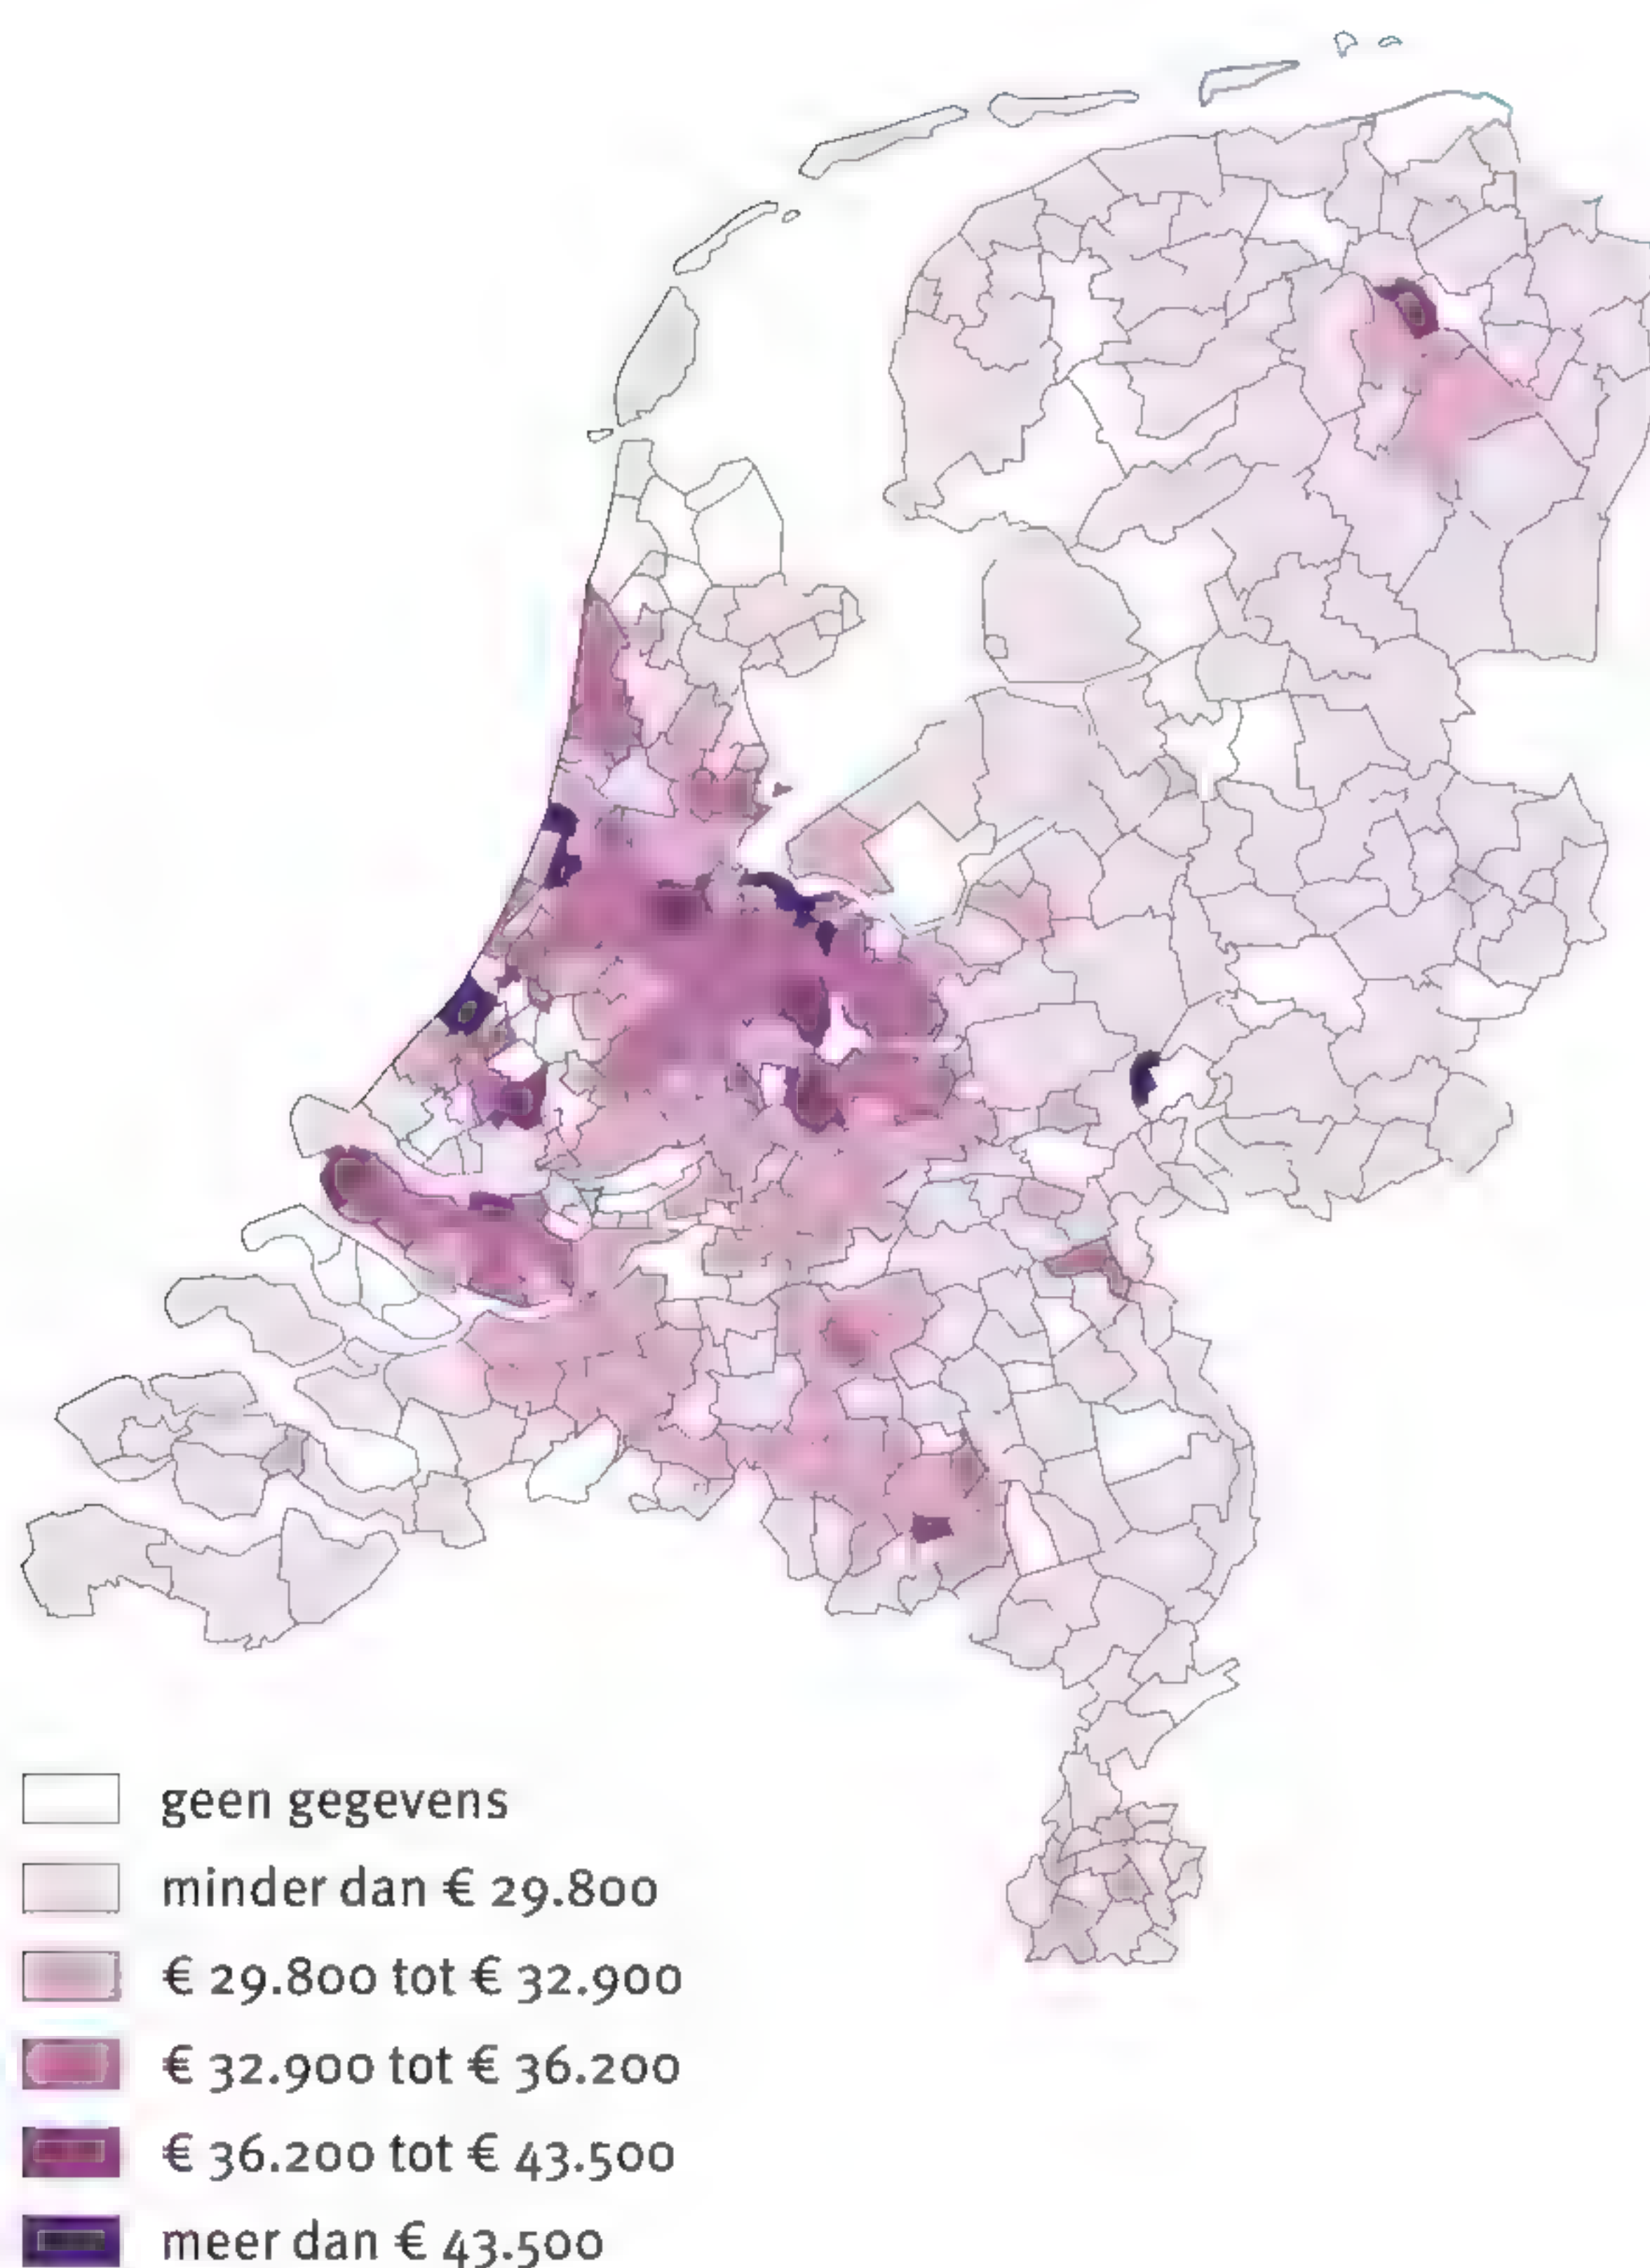 geen gegevens
minder dan € 29.800
€ 29.800 tot € 32.900
€ 32.900 tot € 36.200
€ 36.200 tot € 43.500
meer dan € 43.500